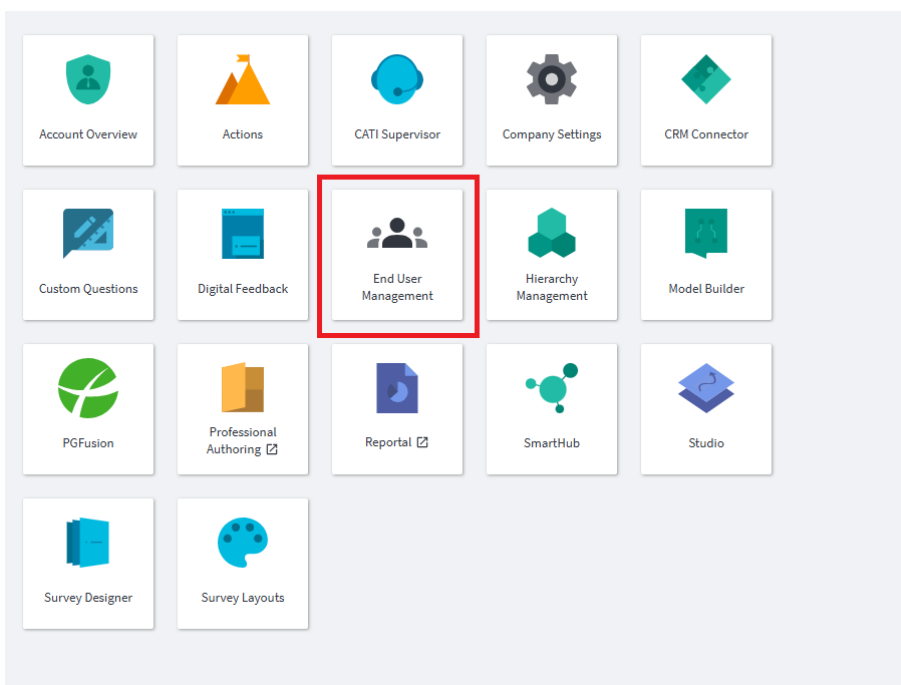 Account Overview
Actions
CATI Supervisor
Company Settings
CRM Connector
Custom Questions
Digital Feedback
End User
Management
Hierarchy
Management
Model Builder
PGFusion
Professional
Authoring
Reportal
SmartHub
Studio
Survey Designer
Survey Layouts